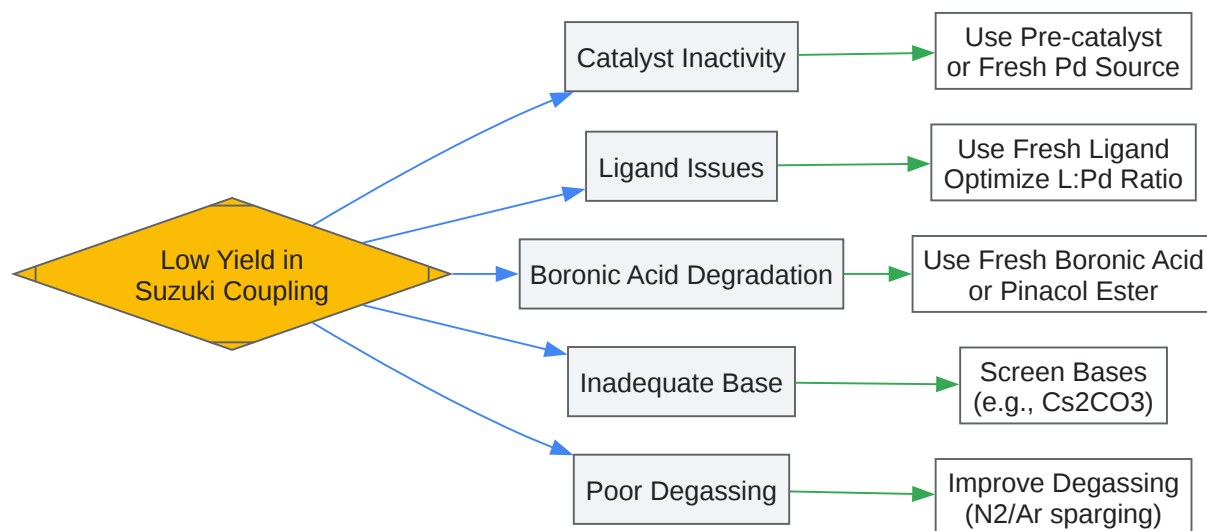 Low Yield in
Suzuki Coupling
Catalyst Inactivity
Use Pre-catalyst
or Fresh Pd Source
Ligand Issues
Use Fresh Ligand
Optimize L:Pd Ratio
Boronic Acid Degradation
Use Fresh Boronic Acid
or Pinacol Ester
Inadequate Base
Screen Bases
(e.g., Cs2CO3)
Poor Degassing
Improve Degassing
(N2/Ar sparging)